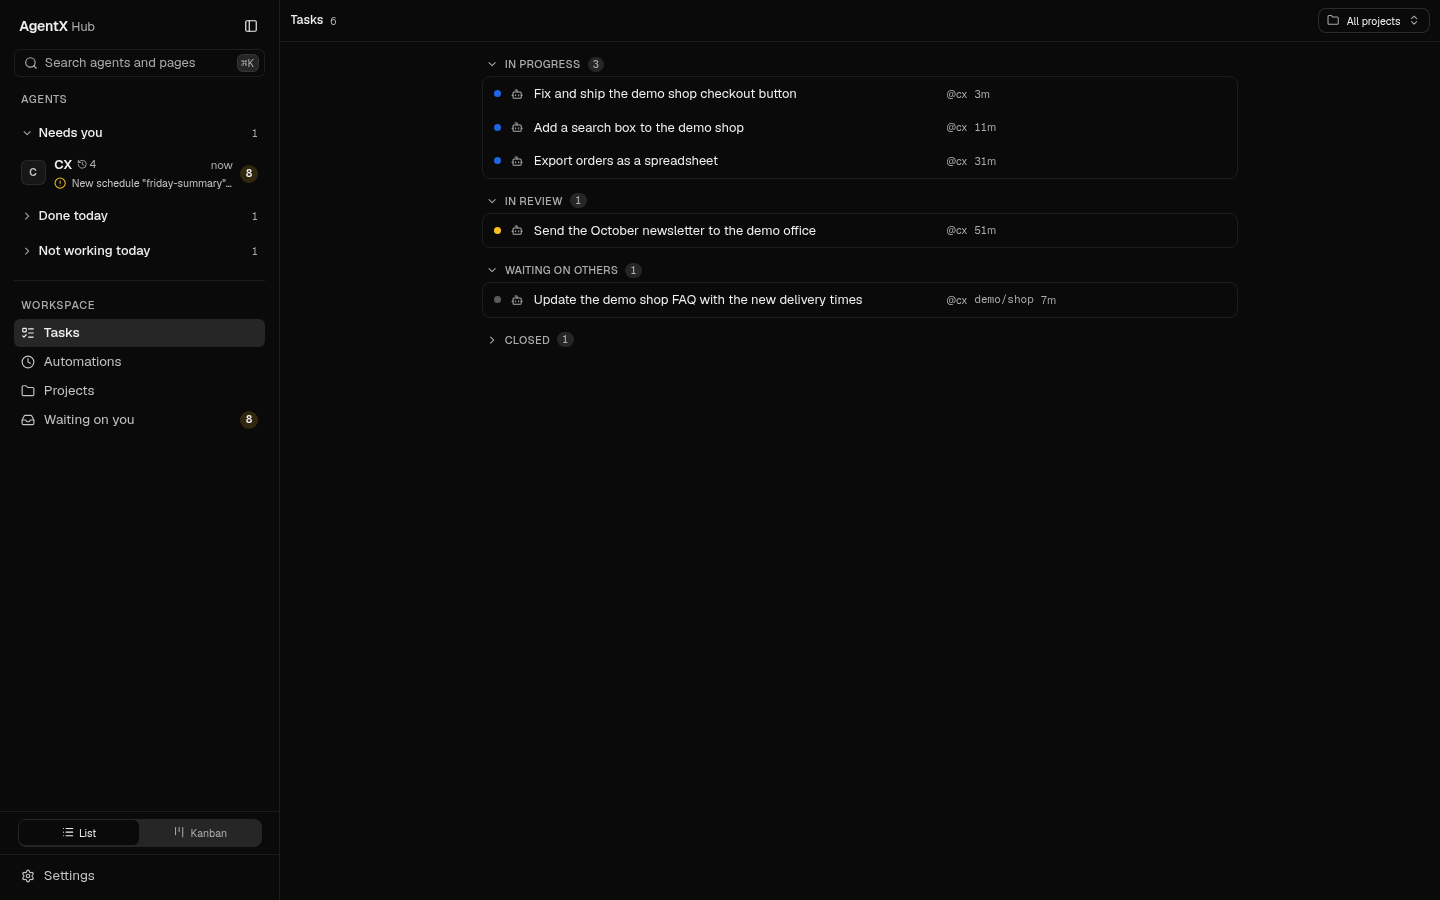 AgentX Hub
Search agents and pages ⌘K
AGENTS
Needs you 1
C CX 4 now
New schedule "friday-summary"… 8
Done today 1
Not working today 1
WORKSPACE
Tasks
Automations
Projects
Waiting on you 8
List Kanban
Settings
Tasks 6
All projects
IN PROGRESS 3
Fix and ship the demo shop checkout button @cx 3m
Add a search box to the demo shop @cx 11m
Export orders as a spreadsheet @cx 31m
IN REVIEW 1
Send the October newsletter to the demo office @cx 51m
WAITING ON OTHERS 1
Update the demo shop FAQ with the new delivery times @cx demo/shop 7m
CLOSED 1